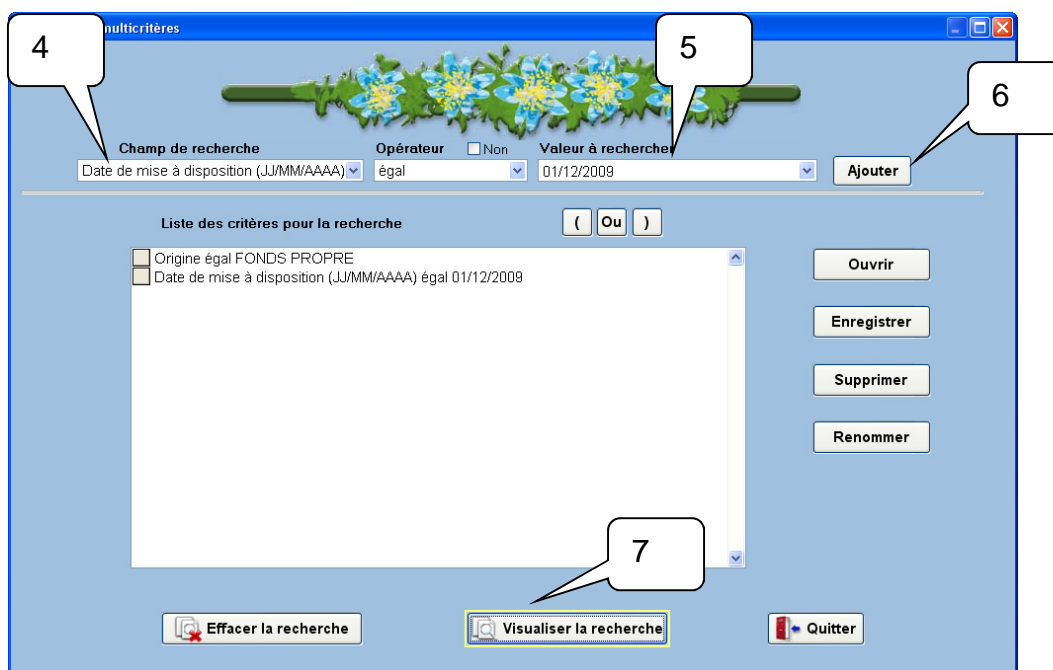 multicritères
4
5
6
Champ de recherche
Opérateur
Non
Valeur à rechercher
Date de mise à disposition (JJ/MM/AAAA)
égal
01/12/2009
Ajouter
Liste des critères pour la recherche
( Ou )
Origine égal FONDS PROPRE
Date de mise à disposition (JJ/MM/AAAA) égal 01/12/2009
Ouvrir
Enregistrer
Supprimer
Renommer
7
Effacer la recherche
Visualiser la recherche
Quitter